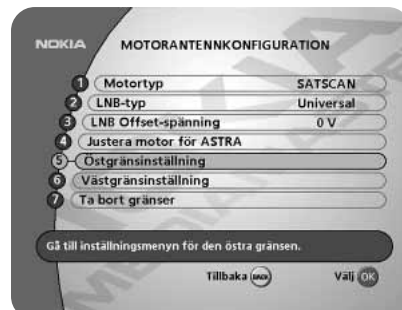 NOKIA
MOTORANTENNKONFIGURATION
1 Motortyp SATSCAN
2 LNB-typ Universal
3 LNB Offset-spänning 0 V
4 Justera motor för ASTRA
5 Östgränsinställning
6 Västgränsinställning
7 Ta bort gränser
Gå till inställningsmenyn för den östra gränsen.
Tillbaka BACK Välj OK